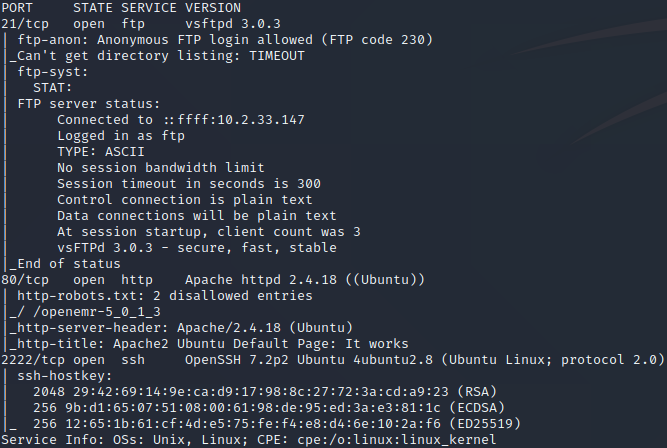 PORT     STATE SERVICE VERSION
21/tcp   open  ftp     vsftpd 3.0.3
| ftp-anon: Anonymous FTP login allowed (FTP code 230)
|_Can't get directory listing: TIMEOUT
| ftp-syst:
|   STAT:
| FTP server status:
|      Connected to ::ffff:10.2.33.147
|      Logged in as ftp
|      TYPE: ASCII
|      No session bandwidth limit
|      Session timeout in seconds is 300
|      Control connection is plain text
|      Data connections will be plain text
|      At session startup, client count was 3
|      vsFTPd 3.0.3 - secure, fast, stable
|_End of status
80/tcp   open  http    Apache httpd 2.4.18 ((Ubuntu))
| http-robots.txt: 2 disallowed entries
|_/ /openemr-5_0_1_3
|_http-server-header: Apache/2.4.18 (Ubuntu)
|_http-title: Apache2 Ubuntu Default Page: It works
2222/tcp open  ssh     OpenSSH 7.2p2 Ubuntu 4ubuntu2.8 (Ubuntu Linux; protocol 2.0)
| ssh-hostkey:
|   2048 29:42:69:14:9e:ca:d9:17:98:8c:27:72:3a:cd:a9:23 (RSA)
|   256 9b:d1:65:07:51:08:00:61:98:de:95:ed:3a:e3:81:1c (ECDSA)
|_  256 12:65:1b:61:cf:4d:e5:75:fe:f4:e8:d4:6e:10:2a:f6 (ED25519)
Service Info: OSs: Unix, Linux; CPE: cpe:/o:linux:linux_kernel